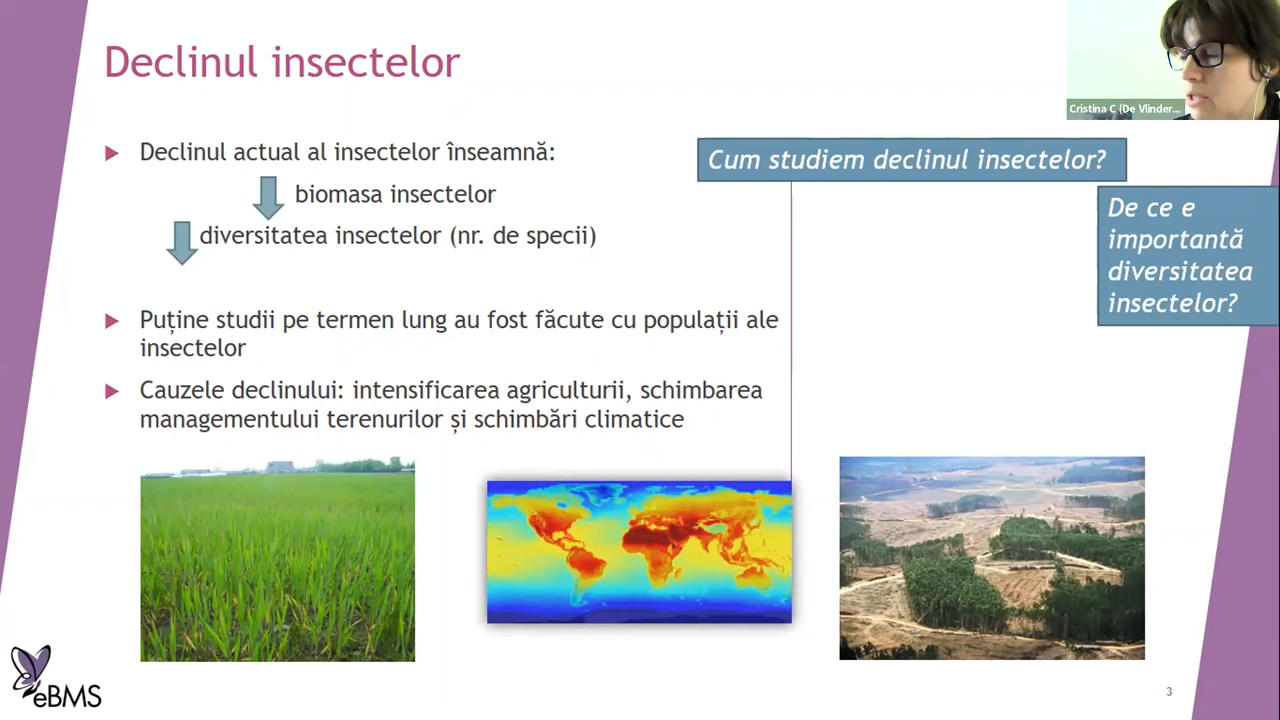 Declinul insectelor
Cristina C (De Vlinder...
Declinul actual al insectelor înseamnă:
biomasa insectelor
diversitatea insectelor (nr. de specii)
Cum studiem declinul insectelor?
De ce e
importantă
diversitatea
insectelor?
Puține studii pe termen lung au fost făcute cu populații ale
insectelor
Cauzele declinului: intensificarea agriculturii, schimbarea
managementului terenurilor și schimbări climatice
eBMS
3